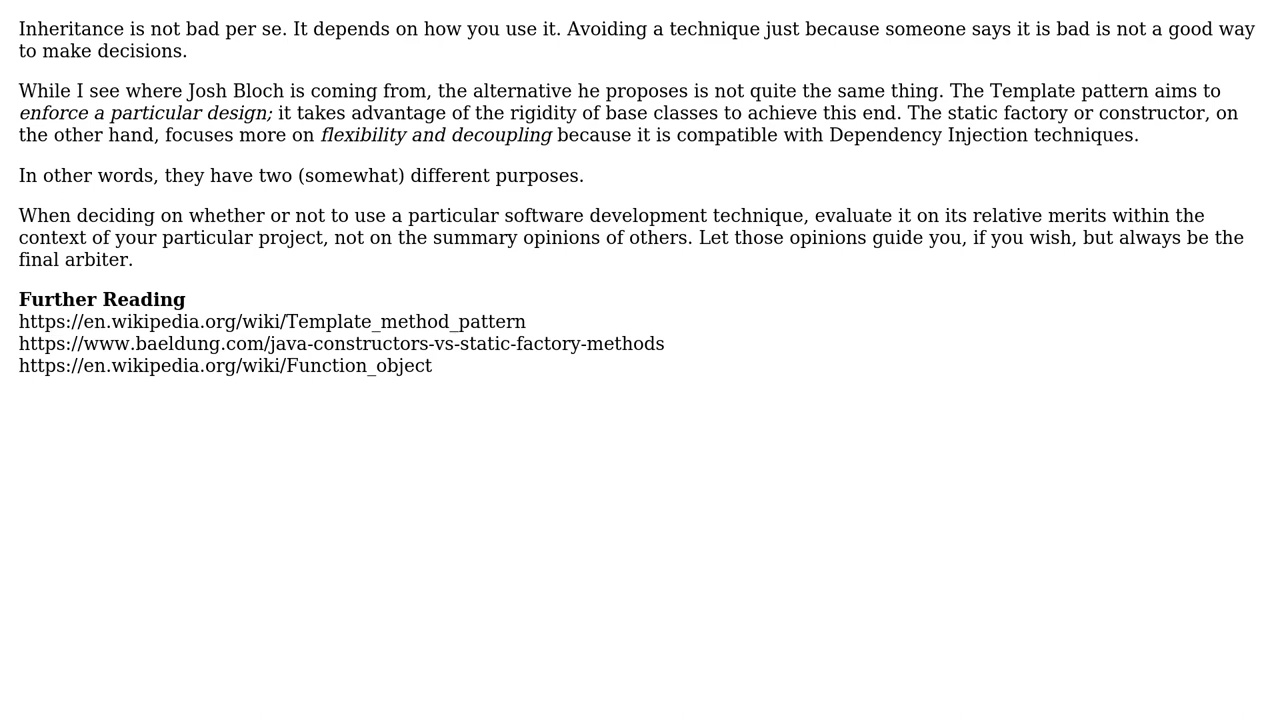 Inheritance is not bad per se. It depends on how you use it. Avoiding a technique just because someone says it is bad is not a good way
to make decisions.
While I see where Josh Bloch is coming from, the alternative he proposes is not quite the same thing. The Template pattern aims to
enforce a particular design; it takes advantage of the rigidity of base classes to achieve this end. The static factory or constructor, on
the other hand, focuses more on flexibility and decoupling because it is compatible with Dependency Injection techniques.
In other words, they have two (somewhat) different purposes.
When deciding on whether or not to use a particular software development technique, evaluate it on its relative merits within the
context of your particular project, not on the summary opinions of others. Let those opinions guide you, if you wish, but always be the
final arbiter.
Further Reading
https://en.wikipedia.org/wiki/Template_method_pattern
https://www.baeldung.com/java-constructors-vs-static-factory-methods
https://en.wikipedia.org/wiki/Function_object